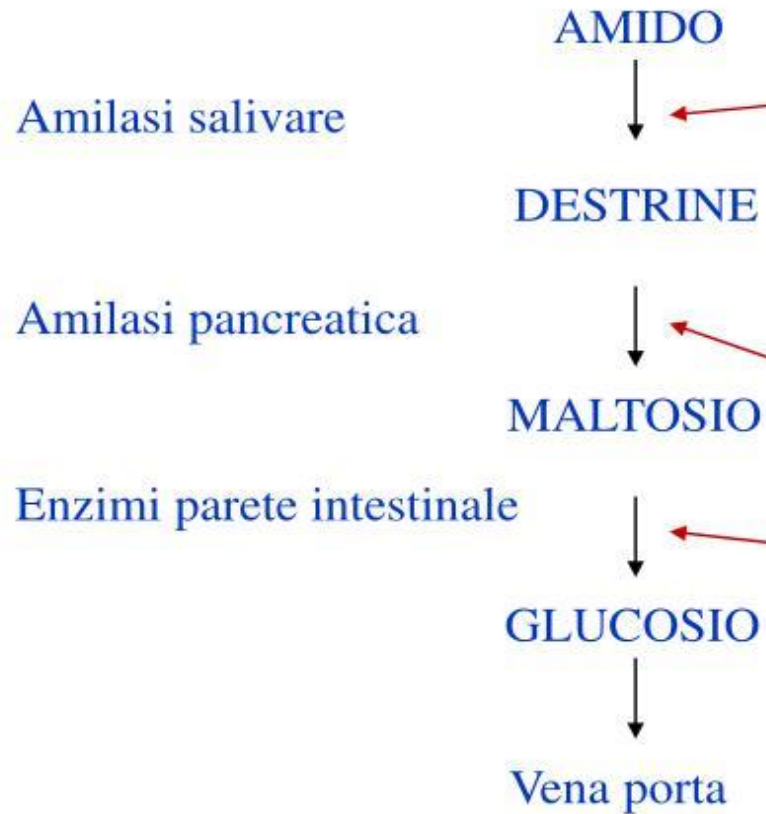 AMIDO
Amilasi salivare
DESTRINE
Amilasi pancreatica
MALTOSIO
Enzimi parete intestinale
GLUCOSIO
Vena porta